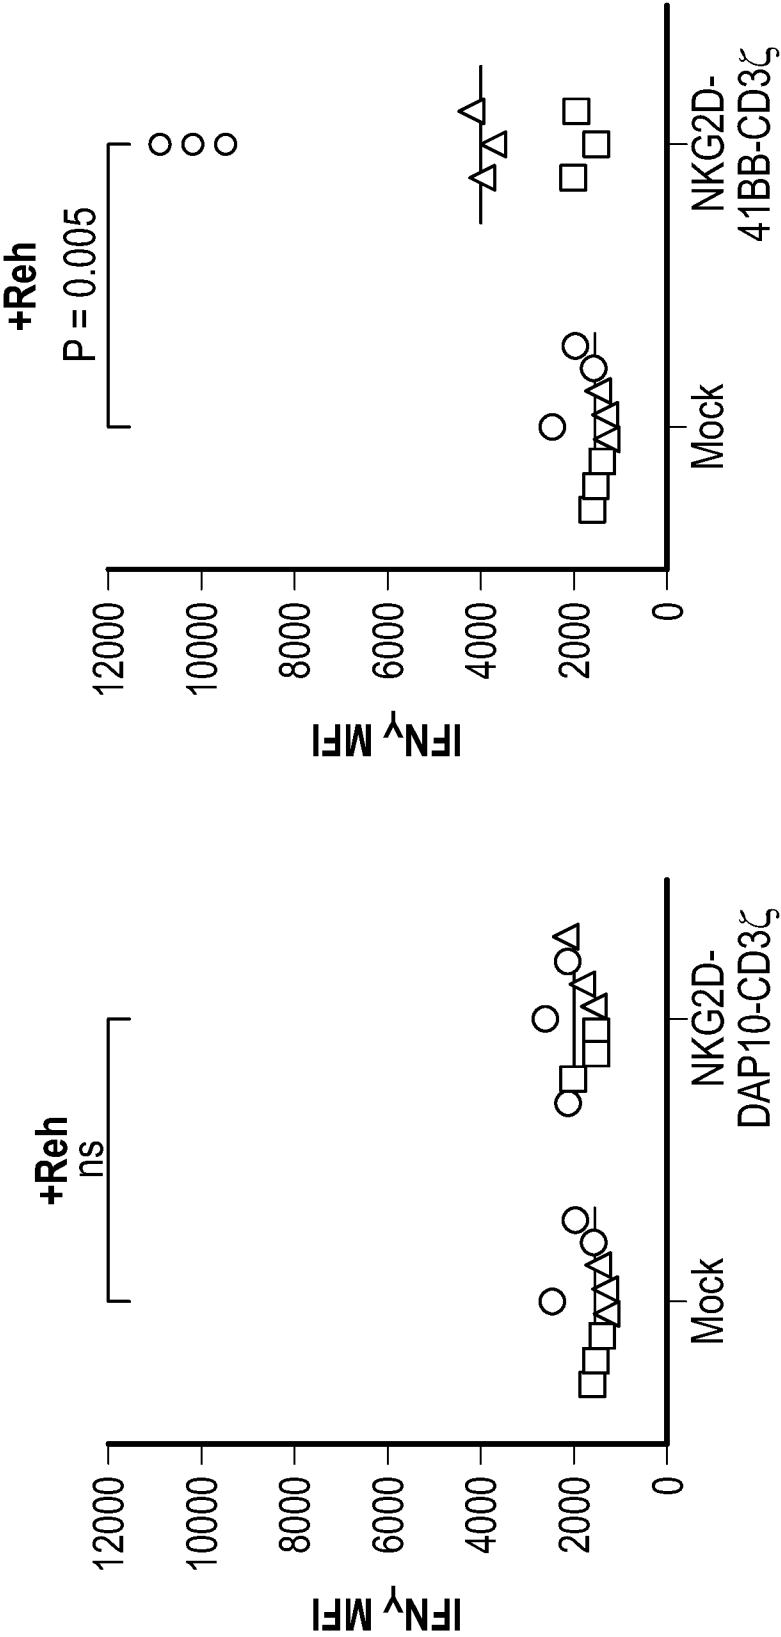 +Reh
ns
IFNγ MFI
12000
10000
8000
6000
4000
2000
0
Mock
NKG2D-
DAP10-CD3ζ
+Reh
P = 0.005
IFNγ MFI
12000
10000
8000
6000
4000
2000
0
Mock
NKG2D-
41BB-CD3ζ